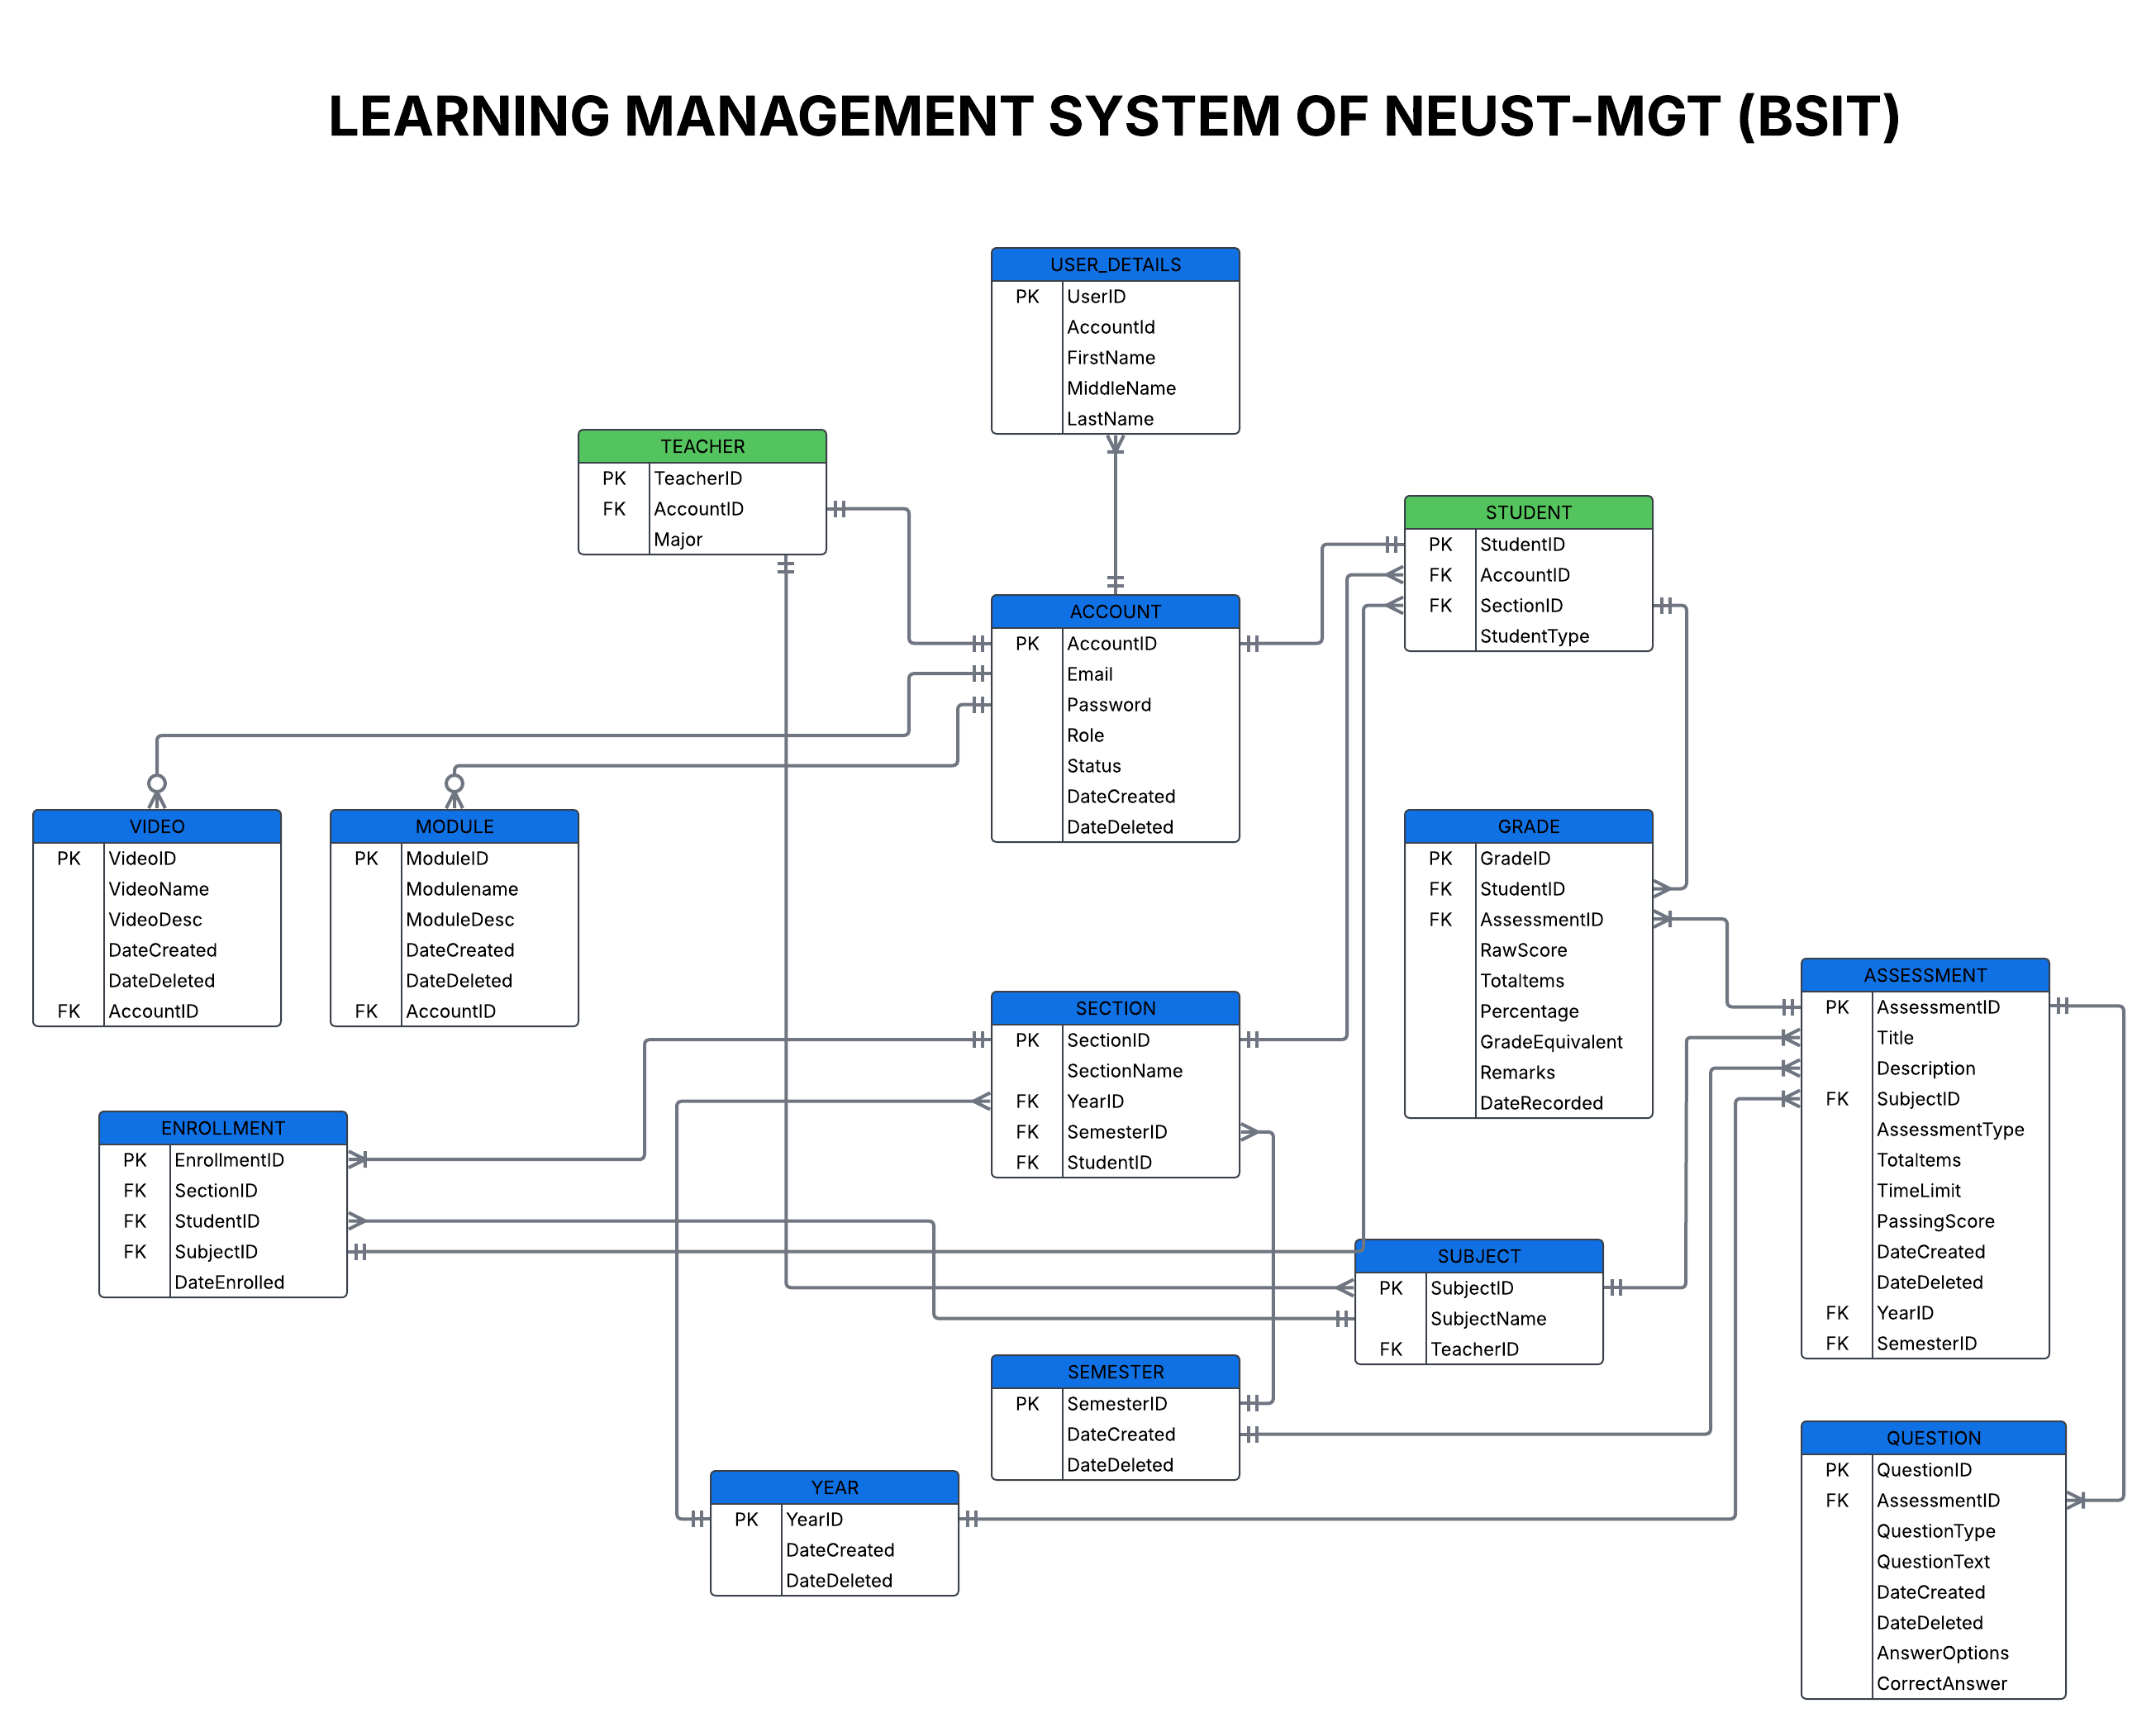 LEARNING MANAGEMENT SYSTEM OF NEUST-MGT (BSIT)
USER_DETAILS
PK UserID
AccountId
FirstName
MiddleName
LastName
TEACHER
PK TeacherID
FK AccountID
Major
STUDENT
PK StudentID
FK AccountID
FK SectionID
StudentType
ACCOUNT
PK AccountID
Email
Password
Role
Status
DateCreated
DateDeleted
VIDEO
PK VideoID
VideoName
VideoDesc
DateCreated
DateDeleted
FK AccountID
MODULE
PK ModuleID
Modulename
ModuleDesc
DateCreated
DateDeleted
FK AccountID
GRADE
PK GradeID
FK StudentID
FK AssessmentID
RawScore
TotaItems
Percentage
GradeEquivalent
Remarks
DateRecorded
ASSESSMENT
PK AssessmentID
Title
Description
FK SubjectID
AssessmentType
TotaItems
TimeLimit
PassingScore
DateCreated
DateDeleted
FK YearID
FK SemesterID
SECTION
PK SectionID
SectionName
FK YearID
FK SemesterID
FK StudentID
ENROLLMENT
PK EnrollmentID
FK SectionID
FK StudentID
FK SubjectID
DateEnrolled
SUBJECT
PK SubjectID
SubjectName
FK TeacherID
SEMESTER
PK SemesterID
DateCreated
DateDeleted
YEAR
PK YearID
DateCreated
DateDeleted
QUESTION
PK QuestionID
FK AssessmentID
QuestionType
QuestionText
DateCreated
DateDeleted
AnswerOptions
CorrectAnswer